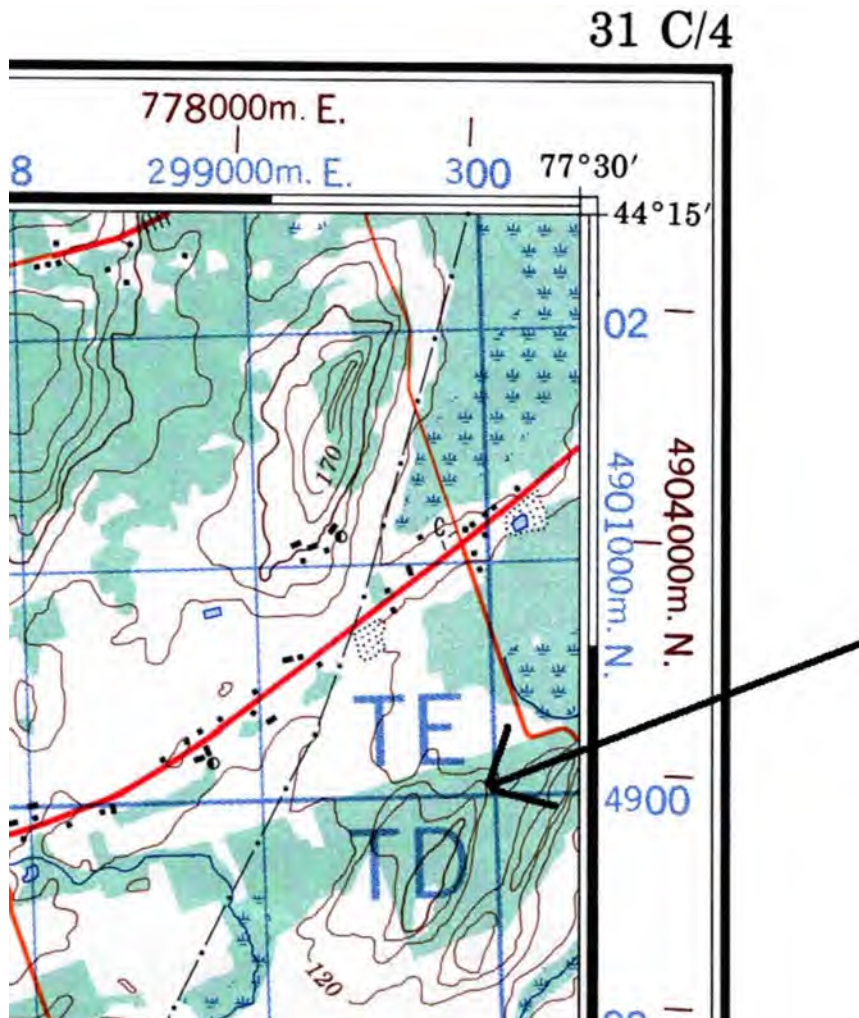 31 C/4
778000m. E.
8 299000m. E. 300 77°30′
44°15′
02
170
4901000m. N.
4904000m. N.
TE
4900
TD
120